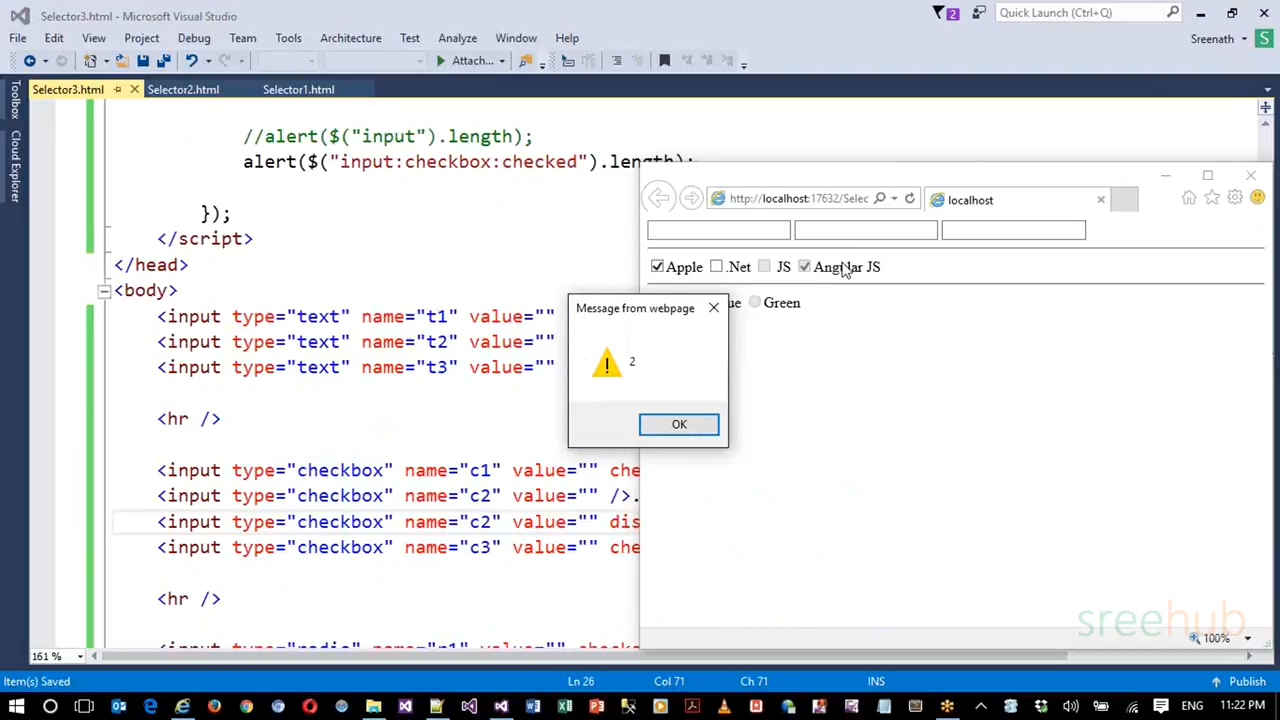 Selector3.html - Microsoft Visual Studio
2
Quick Launch (Ctrl+Q)
File Edit View Project Debug Team Tools Architecture Test Analyze Window Help
Sreenath
S
Attach...
Selector3.html Selector2.html Selector1.html
Toolbox
Cloud Explorer
//alert($("input").length);
alert($("input:checkbox:checked").length);
});
</script>
</head>
<body>
<input type="text" name="t1" value=""
<input type="text" name="t2" value=""
<input type="text" name="t3" value=""
<hr />
<input type="checkbox" name="c1" value="" che
<input type="checkbox" name="c2" value="" />.
<input type="checkbox" name="c2" value="" dis
<input type="checkbox" name="c3" value="" che
<hr />
http://localhost:17632/Selec
localhost
Apple .Net JS Angular JS
ue Green
Message from webpage
2
OK
sreehub
100%
161 %
Item(s) Saved
Ln 26 Col 71 Ch 71 INS
Publish
ENG 11:22 PM